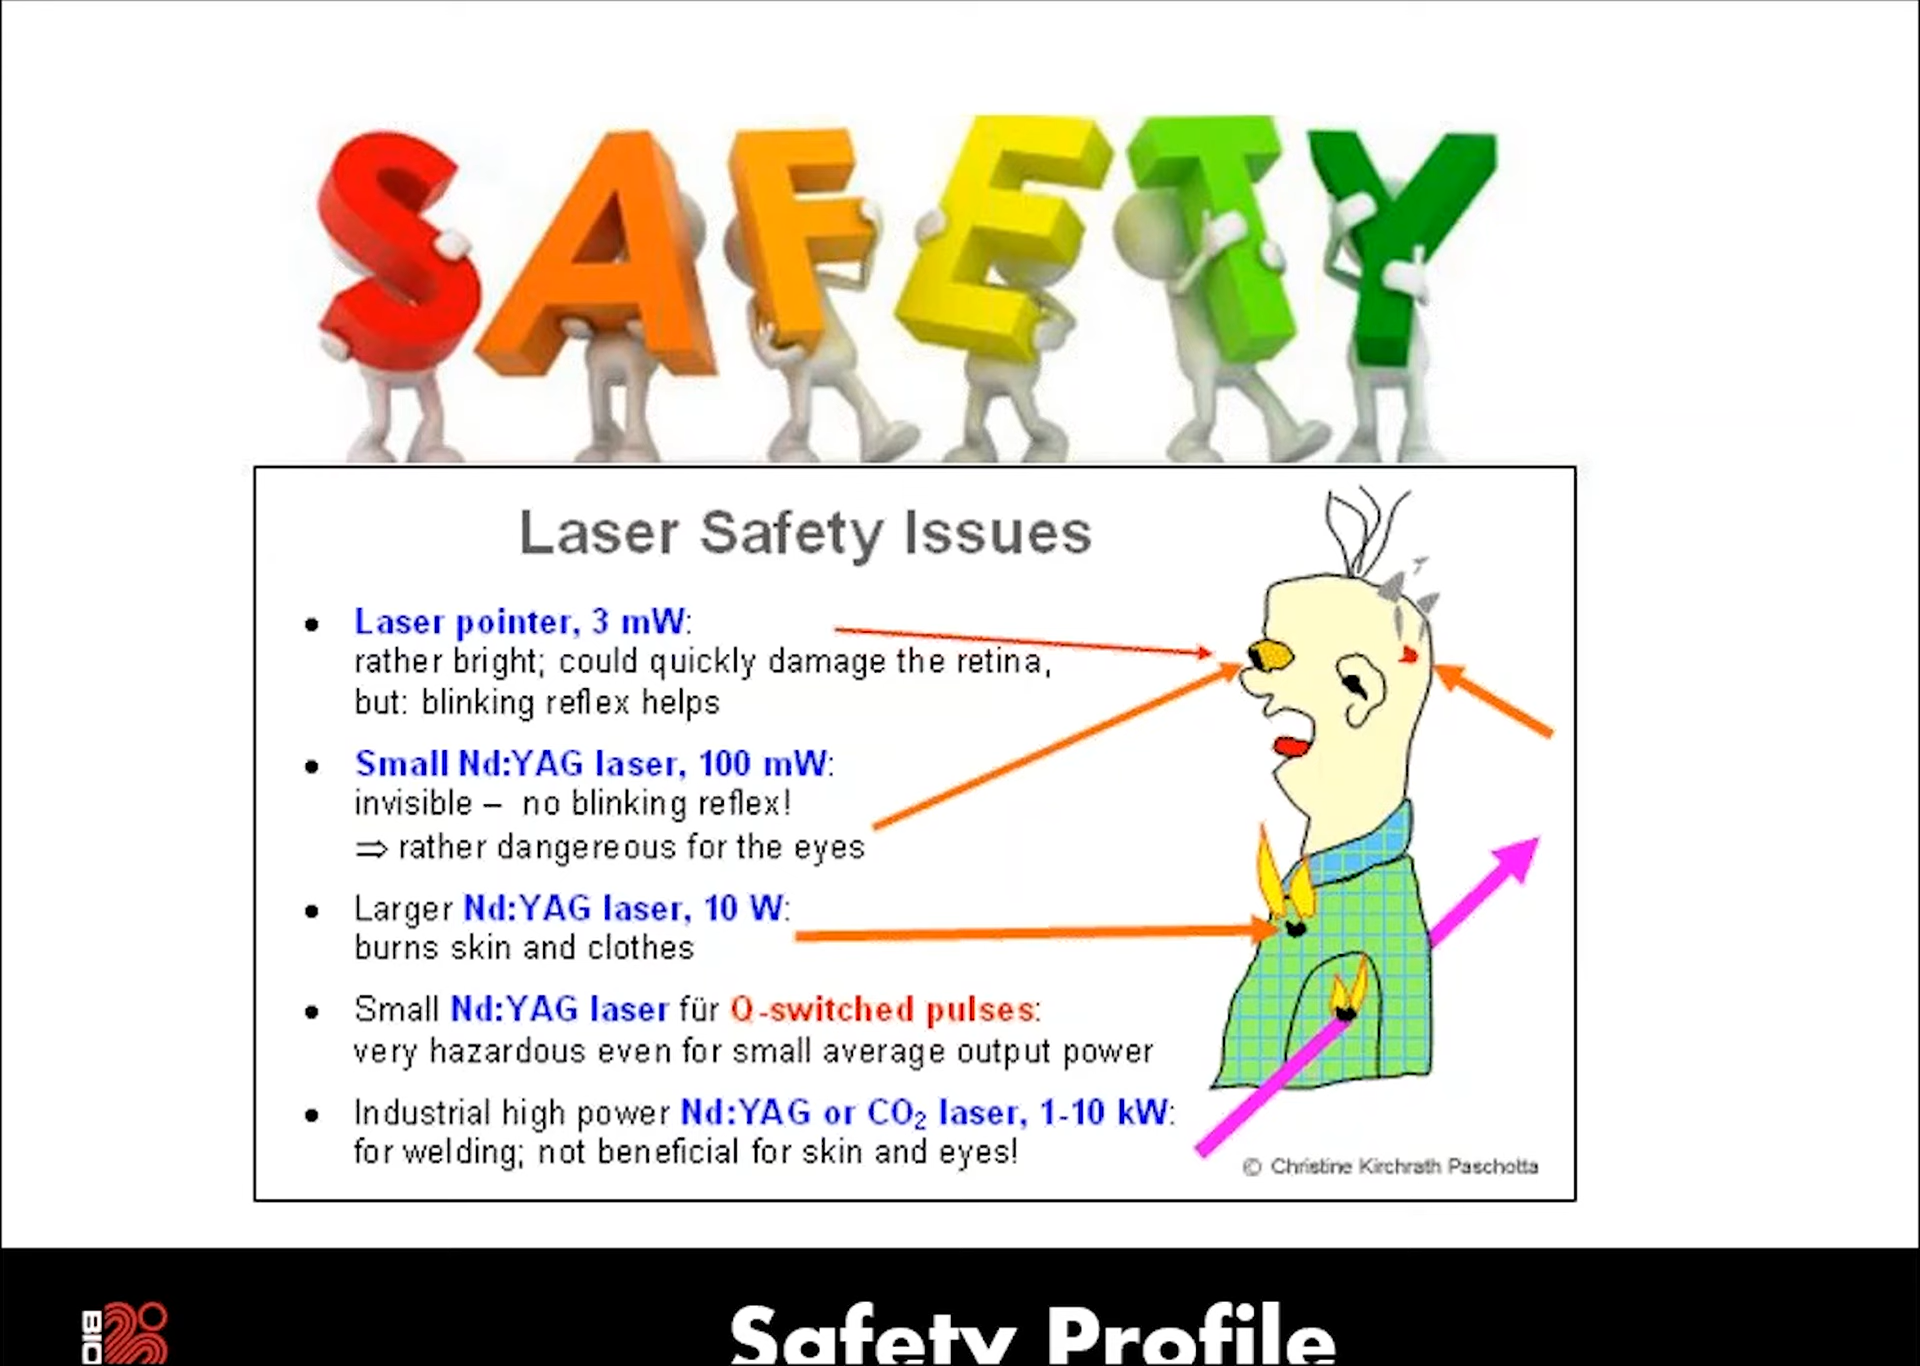 SAFETY
Laser Safety Issues
• Laser pointer, 3 mW:
rather bright; could quickly damage the retina,
but: blinking reflex helps
• Small Nd:YAG laser, 100 mW:
invisible – no blinking reflex!
⇒ rather dangereous for the eyes
• Larger Nd:YAG laser, 10 W:
burns skin and clothes
• Small Nd:YAG laser für Q-switched pulses:
very hazardous even for small average output power
• Industrial high power Nd:YAG or CO₂ laser, 1-10 kW:
for welding; not beneficial for skin and eyes!
© Christine Kirchrath Paschotta
Safety Profile